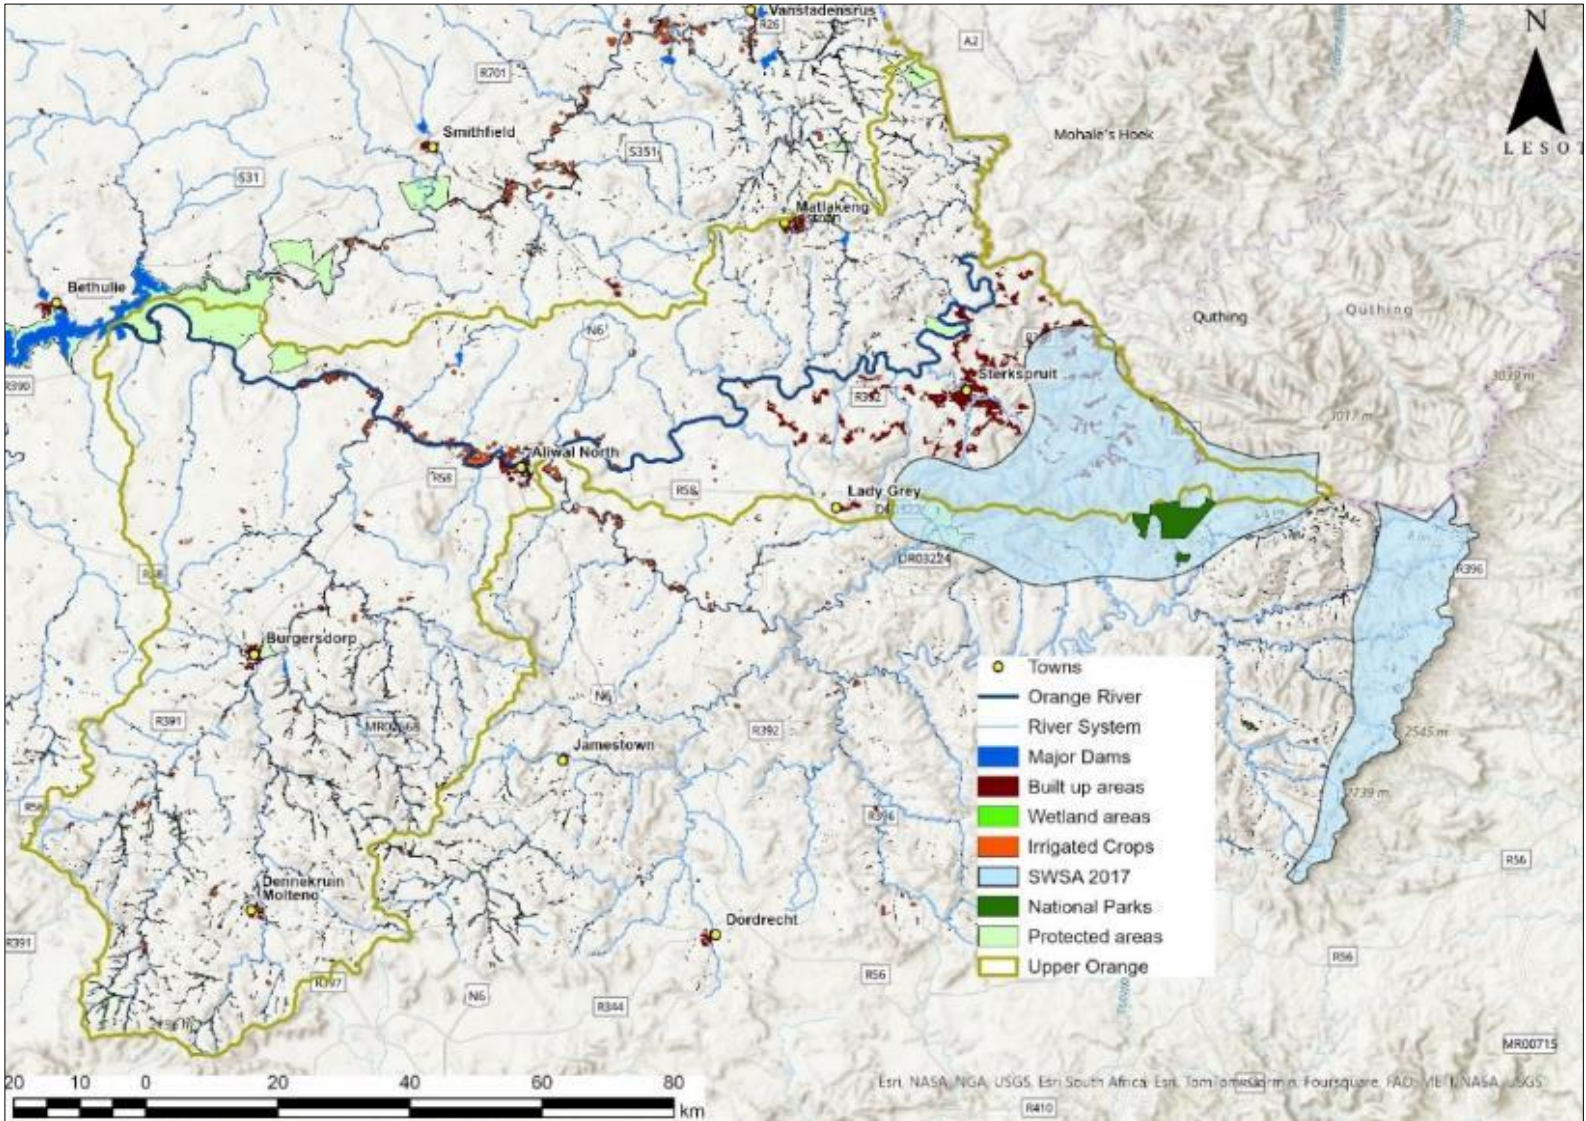 Vanstadensrus
R26
N
A2
R701
Mohale's Hoek
Smithfield
LESOT
S351
S31
Matlakeng
Bethulie
N6
Quthing
Quthing
Sterkspruit
R390
R392
3039 m
3017 m
Aliwal North
R58
R58
Lady Grey
DR03224
R396
R58
Burgersdorp
Towns
Orange River
N6
River System
R391
R392
Jamestown
2545 m
Major Dams
Built up areas
2739 m
R56
R396
Wetland areas
Irrigated Crops
R56
SWSA 2017
Dennekruin
Molteno
National Parks
Dordrecht
R391
Protected areas
R56
R56
Upper Orange
R397
N6
R344
MR00715
20 10 0 20 40 60 80
km
Esri, NASA, NGA, USGS, Esri South Africa, Esri, TomTom, Garmin, Foursquare, FAO, METI/NASA, USGS
R410